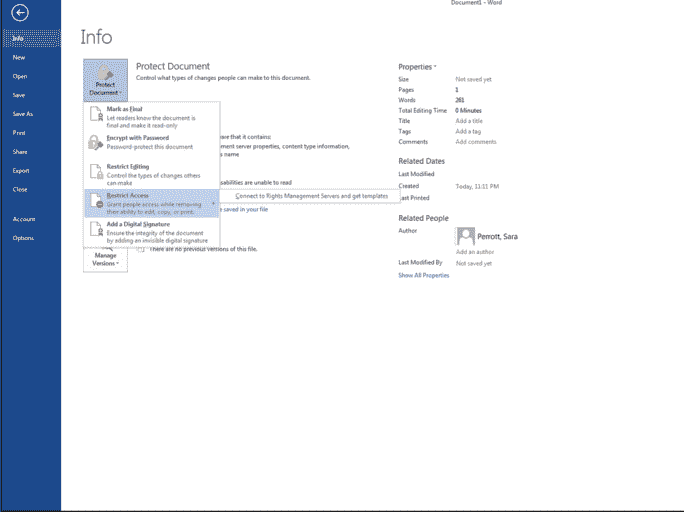 Document1 - Word
Info
New
Open
Save
Save As
Print
Share
Export
Close
Account
Options
Info
Protect
Document
Protect Document
Control what types of changes people can make to this document.
Mark as Final
Let readers know the document is
final and make it read-only
Encrypt with Password
Password-protect this document
Restrict Editing
Control the types of changes others
can make
Restrict Access
Grant people access while removing
their ability to edit, copy, or print.
Add a Digital Signature
Ensure the integrity of the document
by adding an invisible digital signature
ware that it contains:
ment server properties, content type information,
s name
sabilities are unable to read
Connect to Rights Management Servers and get templates
e saved in your file
Manage
Versions
There are no previous versions of this file.
Properties
Size Not saved yet
Pages 1
Words 261
Total Editing Time 0 Minutes
Title Add a title
Tags Add a tag
Comments Add comments
Related Dates
Last Modified
Created Today, 11:11 PM
Last Printed
Related People
Author Perrott, Sara
Add an author
Last Modified By Not saved yet
Show All Properties